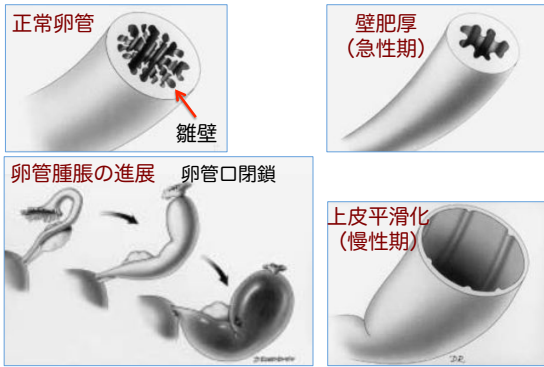 正常卵管
雛壁
壁肥厚
(急性期)
卵管腫脹の進展
卵管口閉鎖
上皮平滑化
(慢性期)
D.R.